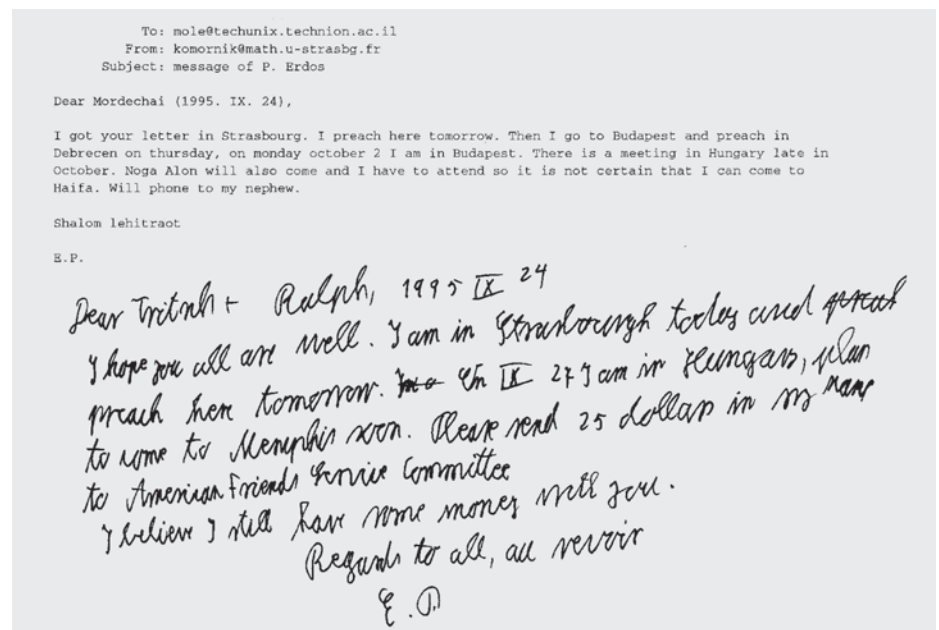 To: mole@techunix.technion.ac.il
From: komornik@math.u-strasbg.fr
Subject: message of P. Erdos
Dear Mordechai (1995. IX. 24),
I got your letter in Strasbourg. I preach here tomorrow. Then I go to Budapest and preach in
Debrecen on thursday, on monday october 2 I am in Budapest. There is a meeting in Hungary late in
October. Noga Alon will also come and I have to attend so it is not certain that I can come to
Haifa. Will phone to my nephew.
Shalom lehitraot
E.P.
Dear + Ralph, 1995 IX 24
I hope you all are well. I am in Strasbourgh today and
preach here tomorrow. On IX 27 I am in Hungary, plan
to come to Memphis soon. Please send 25 dollars in my name
to American Friends Service Committee
I believe I still have some money with you.
Regards to all, au revoir
E.P